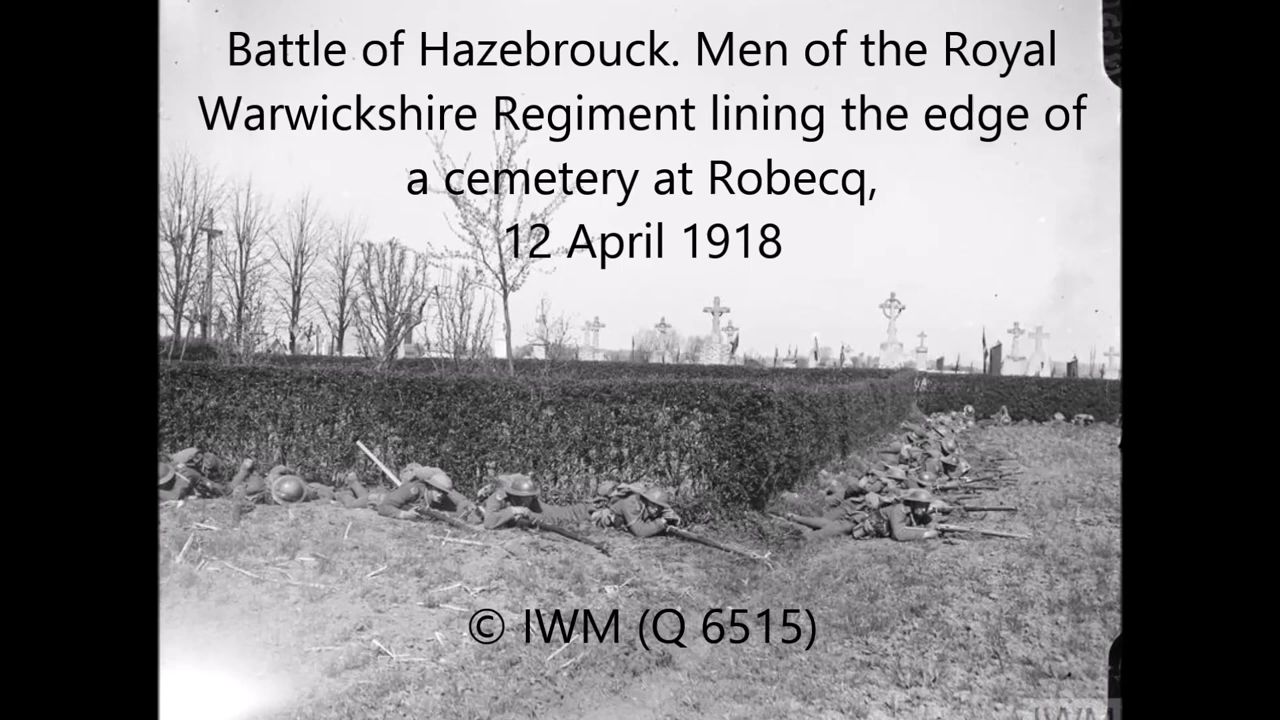 Battle of Hazebrouck. Men of the Royal
Warwickshire Regiment lining the edge of
a cemetery at Robecq,
12 April 1918
© IWM (Q 6515)
IWM